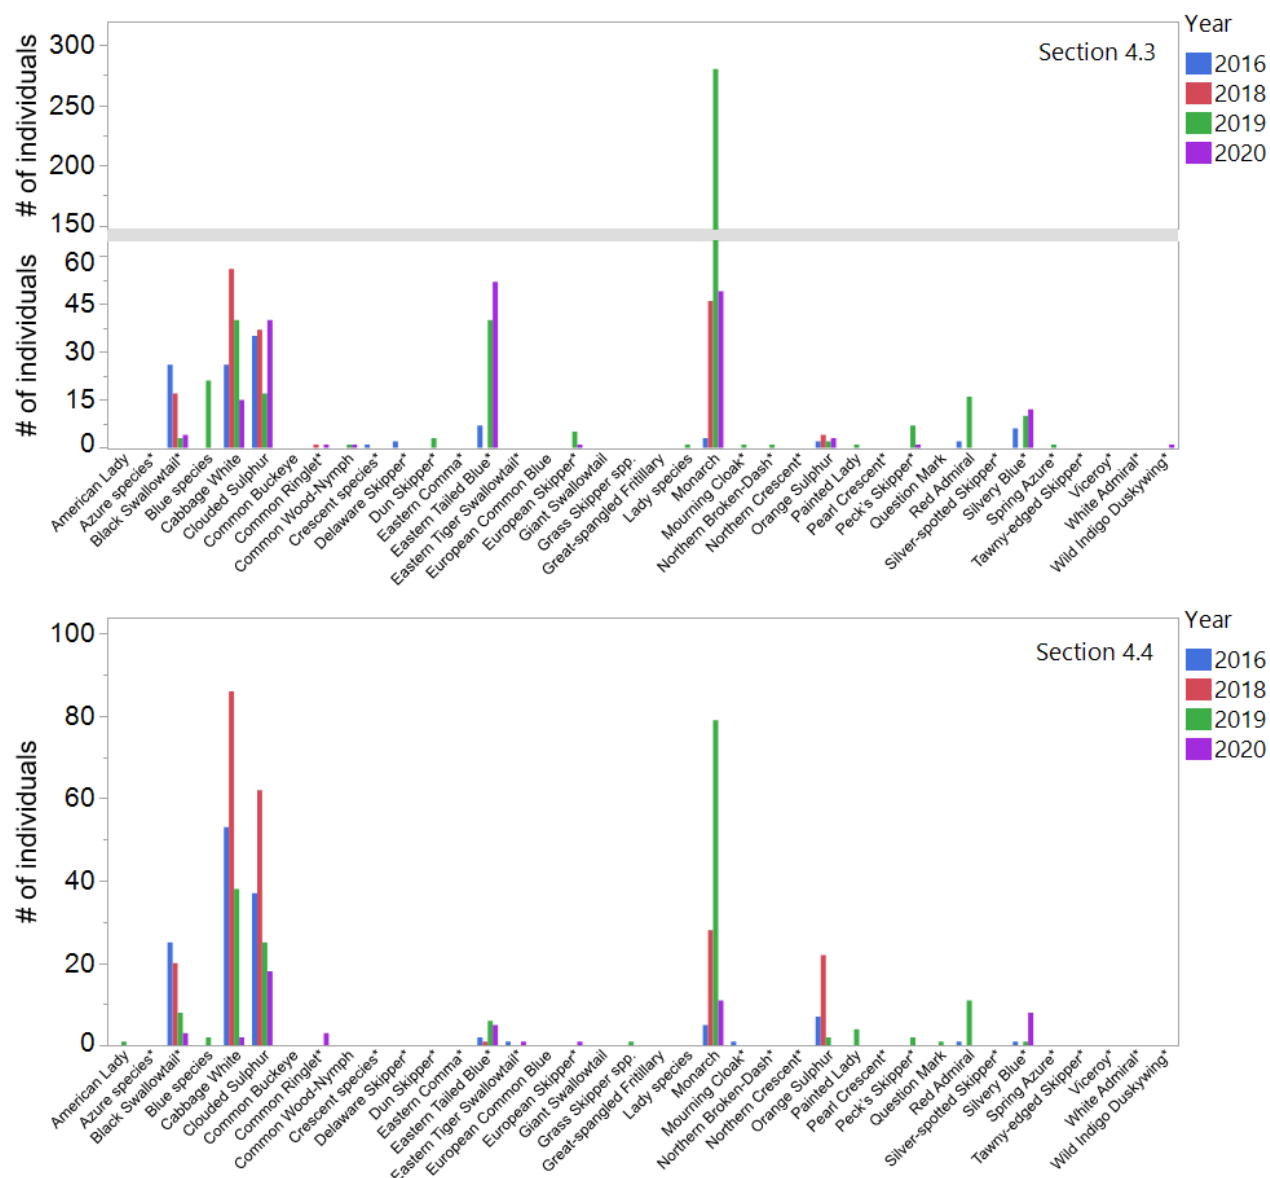 Year
Section 4.3
2016
2018
2019
2020
# of individuals
300
250
200
150
# of individuals
60
45
30
15
0
American Lady
Azure species*
Black Swallowtail*
Blue species
Cabbage White
Clouded Sulphur
Common Buckeye
Common Ringlet*
Common Wood-Nymph
Crescent species*
Delaware Skipper*
Dun Skipper*
Eastern Comma*
Eastern Tailed Blue*
Eastern Tiger Swallowtail*
European Common Blue
European Skipper*
Giant Swallowtail
Grass Skipper spp.
Great-spangled Fritillary
Lady species
Monarch
Mourning Cloak*
Northern Broken-Dash*
Northern Crescent*
Orange Sulphur
Painted Lady
Pearl Crescent*
Peck's Skipper*
Question Mark
Red Admiral
Silver-spotted Skipper*
Silvery Blue*
Spring Azure*
Tawny-edged Skipper*
Viceroy*
White Admiral*
Wild Indigo Duskywing*
Year
Section 4.4
2016
2018
2019
2020
# of individuals
100
80
60
40
20
0
American Lady
Azure species*
Black Swallowtail*
Blue species
Cabbage White
Clouded Sulphur
Common Buckeye
Common Ringlet*
Common Wood-Nymph
Crescent species*
Delaware Skipper*
Dun Skipper*
Eastern Comma*
Eastern Tailed Blue*
Eastern Tiger Swallowtail*
European Common Blue
European Skipper*
Giant Swallowtail
Grass Skipper spp.
Great-spangled Fritillary
Lady species
Monarch
Mourning Cloak*
Northern Broken-Dash*
Northern Crescent*
Orange Sulphur
Painted Lady
Pearl Crescent*
Peck's Skipper*
Question Mark
Red Admiral
Silver-spotted Skipper*
Silvery Blue*
Spring Azure*
Tawny-edged Skipper*
Viceroy*
White Admiral*
Wild Indigo Duskywing*